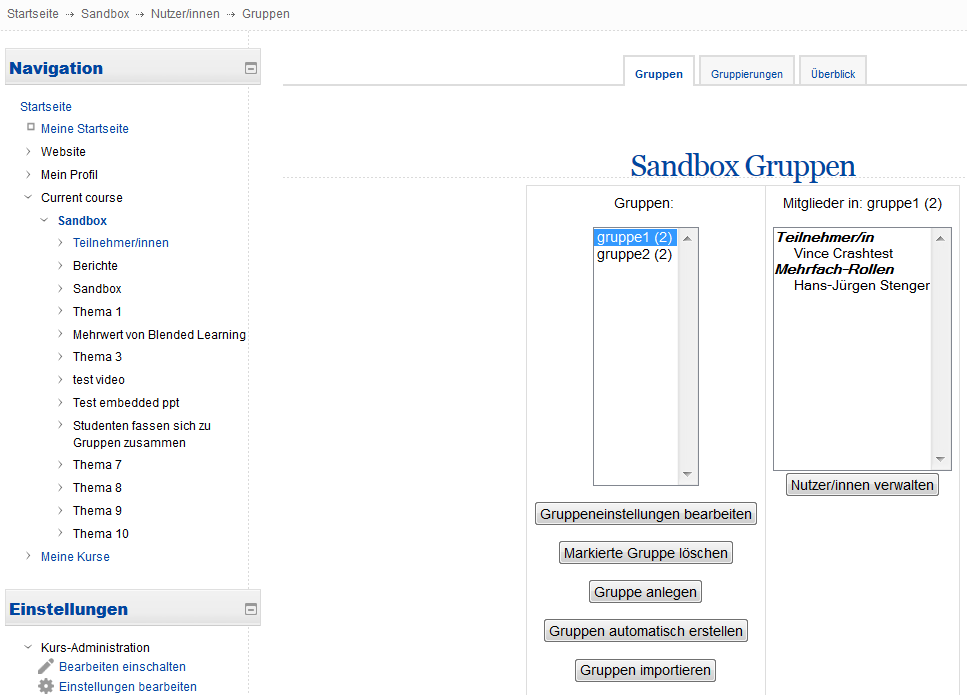 Startseite → Sandbox → Nutzer/innen → Gruppen
Navigation
Startseite
Meine Startseite
Website
Mein Profil
Current course
Sandbox
Teilnehmer/innen
Berichte
Sandbox
Thema 1
Mehrwert von Blended Learning
Thema 3
test video
Test embedded ppt
Studenten fassen sich zu
Gruppen zusammen
Thema 7
Thema 8
Thema 9
Thema 10
Meine Kurse
Einstellungen
Kurs-Administration
Bearbeiten einschalten
Einstellungen bearbeiten
Gruppen
Gruppierungen
Überblick
Sandbox Gruppen
Gruppen:
gruppe1 (2)
gruppe2 (2)
Gruppeneinstellungen bearbeiten
Markierte Gruppe löschen
Gruppe anlegen
Gruppen automatisch erstellen
Gruppen importieren
Mitglieder in: gruppe1 (2)
Teilnehmer/in
Vince Crashtest
Mehrfach-Rollen
Hans-Jürgen Stenger
Nutzer/innen verwalten